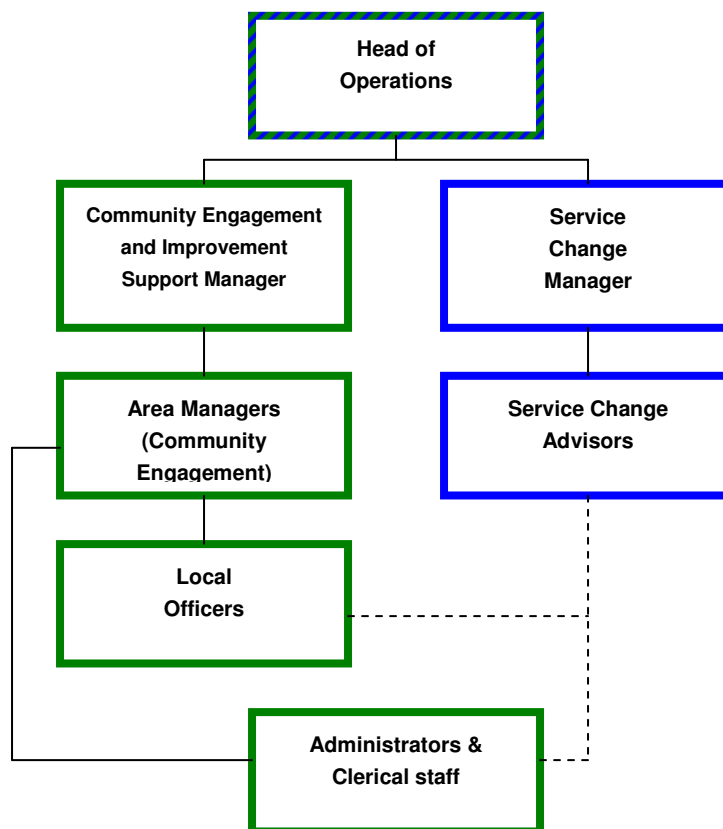 Head of
Operations
Community Engagement
and Improvement
Support Manager
Service
Change
Manager
Area Managers
(Community
Engagement)
Service Change
Advisors
Local
Officers
Administrators &
Clerical staff